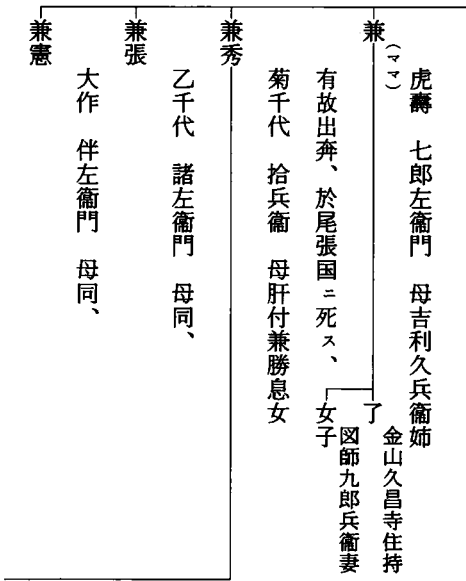 兼(ママ)
虎壽 七郎左衞門 母吉利久兵衞姉
有故出奔、於尾張国ニ死ス、
了
金山久昌寺住持
女子
図師九郎兵衞妻
兼秀
菊千代 拾兵衞 母肝付兼勝息女
兼張
乙千代 諸左衞門 母同、
兼憲
大作 伴左衞門 母同、